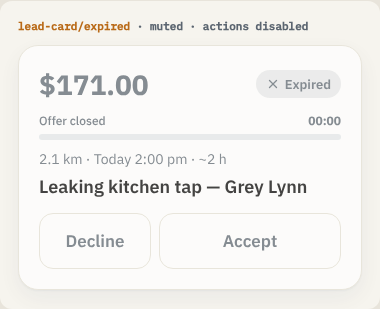 lead-card/expired · muted · actions disabled
$171.00
× Expired
Offer closed 00:00
2.1 km · Today 2:00 pm · ~2 h
Leaking kitchen tap — Grey Lynn
Decline Accept